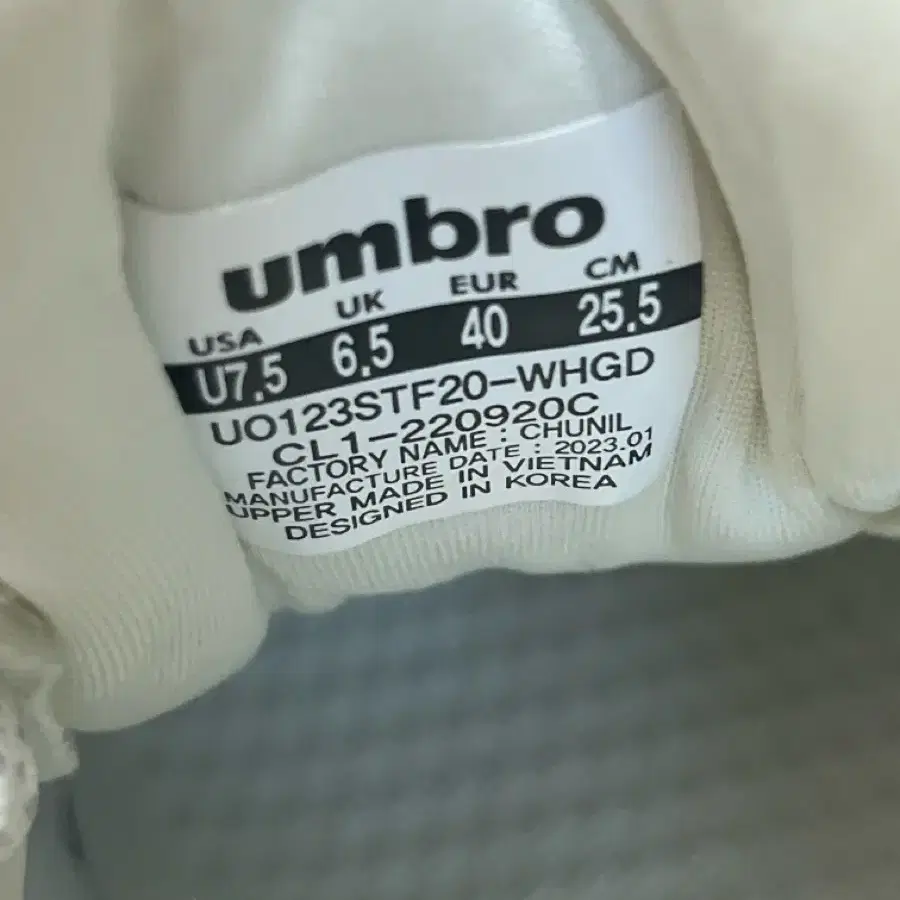 umbro
USA UK EUR CM
U7.5 6.5 40 25.5
UO123STF20-WHGD
CL1-220920C
FACTORY NAME : CHUNIL
MANUFACTURE DATE : 2023.01
UPPER MADE IN VIETNAM
DESIGNED IN KOREA